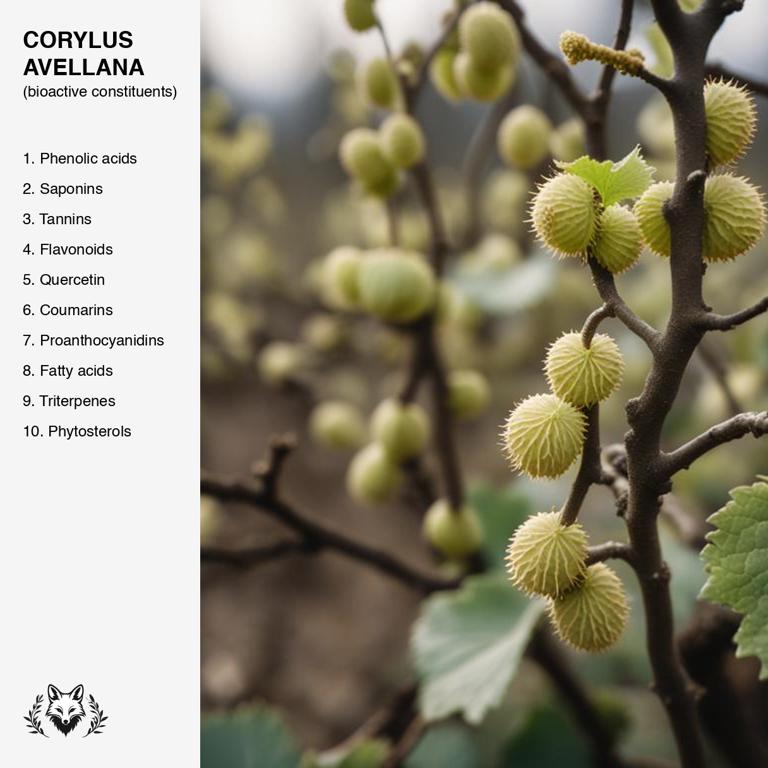 CORYLUS
AVELLANA
(bioactive constituents)
1. Phenolic acids
2. Saponins
3. Tannins
4. Flavonoids
5. Quercetin
6. Coumarins
7. Proanthocyanidins
8. Fatty acids
9. Triterpenes
10. Phytosterols